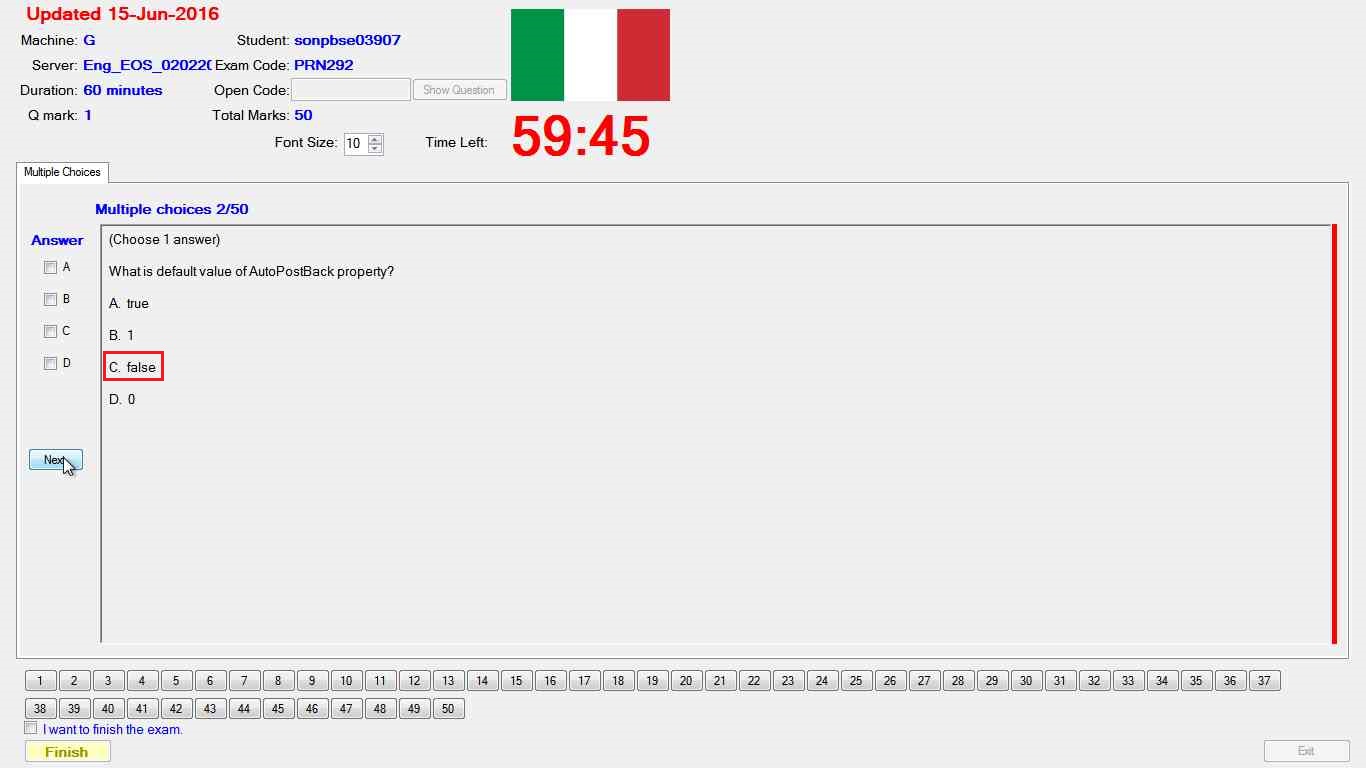 Updated 15-Jun-2016
Machine: G Student: sonpbse03907
Server: Eng_EOS_02022( Exam Code: PRN292
Duration: 60 minutes Open Code: Show Question
Q mark: 1 Total Marks: 50
Font Size: 10 Time Left: 59:45
Multiple Choices
Multiple choices 2/50
Answer
(Choose 1 answer)
A
What is default value of AutoPostBack property?
B
A. true
C
B. 1
D
C. false
D. 0
Next
1 2 3 4 5 6 7 8 9 10 11 12 13 14 15 16 17 18 19 20 21 22 23 24 25 26 27 28 29 30 31 32 33 34 35 36 37
38 39 40 41 42 43 44 45 46 47 48 49 50
I want to finish the exam.
Finish Exit